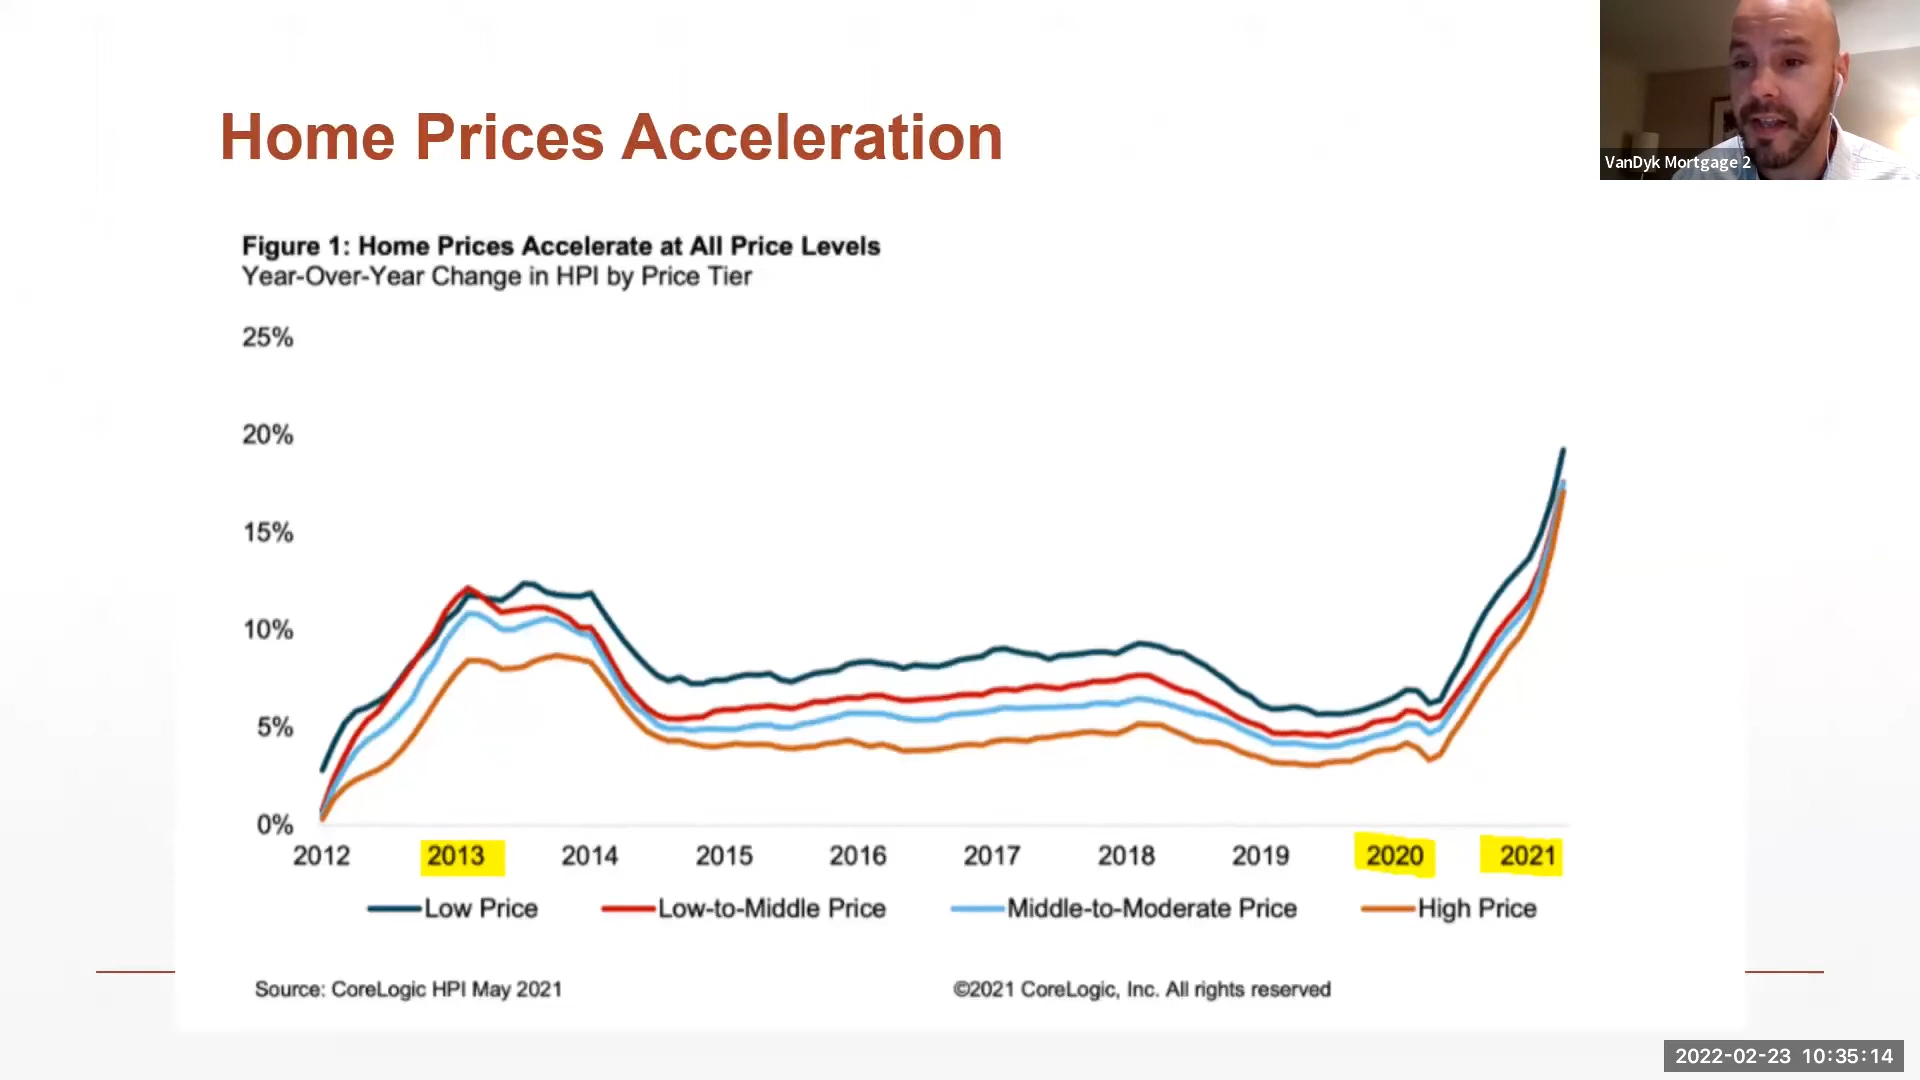 Home Prices Acceleration
VanDyk Mortgage 2
Figure 1: Home Prices Accelerate at All Price Levels
Year-Over-Year Change in HPI by Price Tier
25%
20%
15%
10%
5%
0%
2012 2013 2014 2015 2016 2017 2018 2019 2020 2021
Low Price Low-to-Middle Price Middle-to-Moderate Price High Price
Source: CoreLogic HPI May 2021 ©2021 CoreLogic, Inc. All rights reserved
2022-02-23 10:35:14